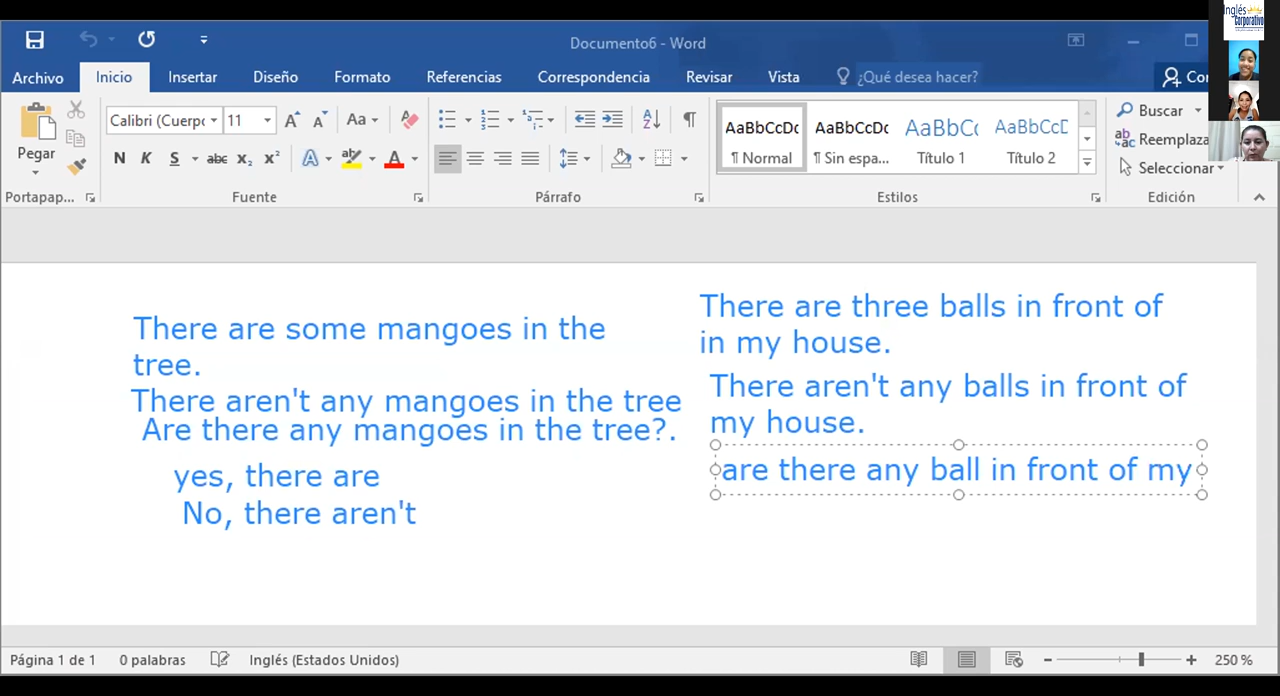 Documento6 - Word
Inglés
Corporativo
Archivo Inicio Insertar Diseño Formato Referencias Correspondencia Revisar Vista ¿Qué desea hacer?
Calibri (Cuerpo 11
AaBbCcDc AaBbCcDc AaBbCc AaBbCcD
Buscar
Reemplaza
Seleccionar
Pegar
N K S abc x₂ x²
¶ Normal ¶ Sin espa... Título 1 Título 2
Portapap... Fuente Párrafo Estilos Edición
There are some mangoes in the
tree.
There aren't any mangoes in the tree
Are there any mangoes in the tree?.
yes, there are
No, there aren't
There are three balls in front of
in my house.
There aren't any balls in front of
my house.
are there any ball in front of my
Página 1 de 1 0 palabras Inglés (Estados Unidos) 250 %